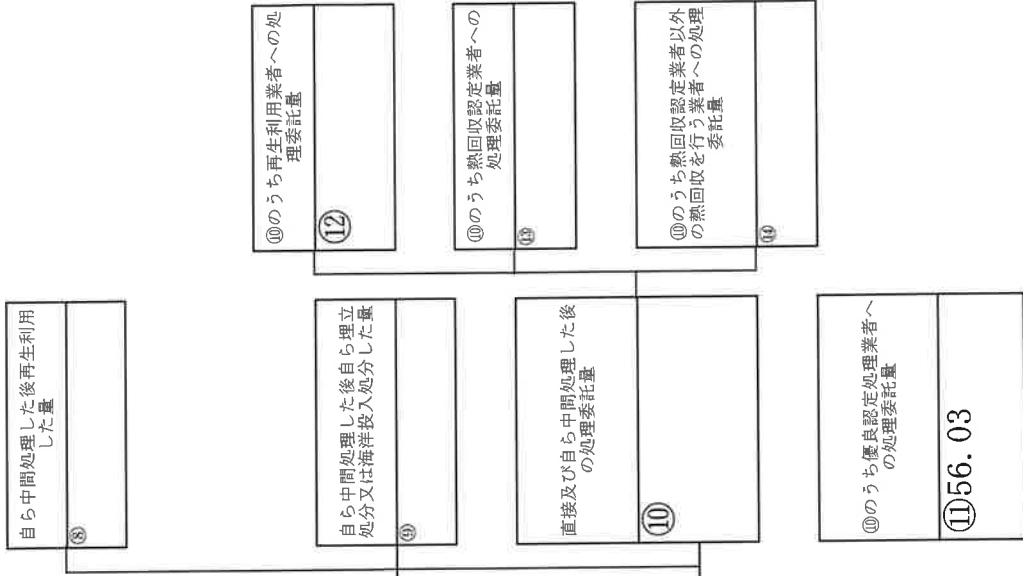 自ら中間処理した後再生利用
した量
⑧
自ら中間処理した後自ら埋立
処分又は海洋投入処分した量
⑨
直接及び自ら中間処理した後
の処理委託量
⑩
⑩のうち優良認定処理業者へ
の処理委託量
⑪56.03
⑩のうち再生利用業者への処
理委託量
⑫
⑩のうち熱回収認定業者への
処理委託量
⑬
⑩のうち熱回収認定業者以外
の熱回収を行う業者への処理
委託量
⑭